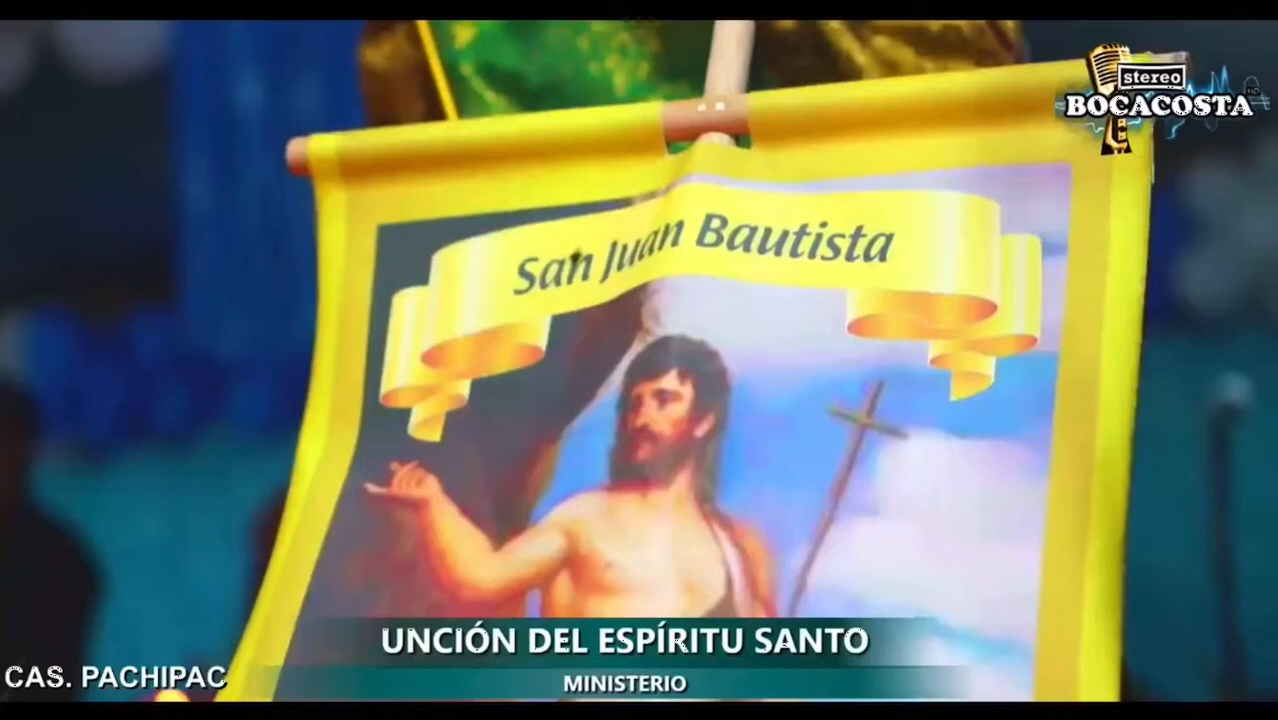 stereo
BOCACOSTA
San Juan Bautista
UNCIÓN DEL ESPÍRITU SANTO
CAS. PACHIPAC
MINISTERIO